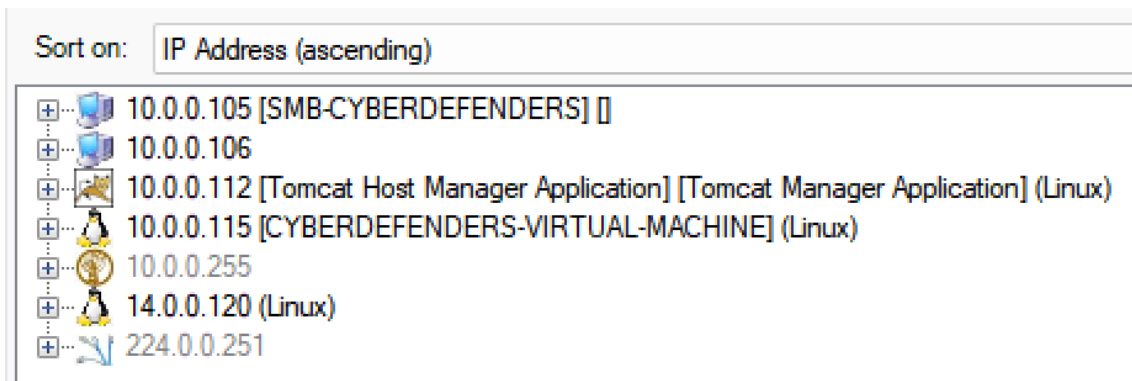 Sort on: IP Address (ascending)
10.0.0.105 [SMB-CYBERDEFENDERS] []
10.0.0.106
10.0.0.112 [Tomcat Host Manager Application] [Tomcat Manager Application] (Linux)
10.0.0.115 [CYBERDEFENDERS-VIRTUAL-MACHINE] (Linux)
10.0.0.255
14.0.0.120 (Linux)
224.0.0.251